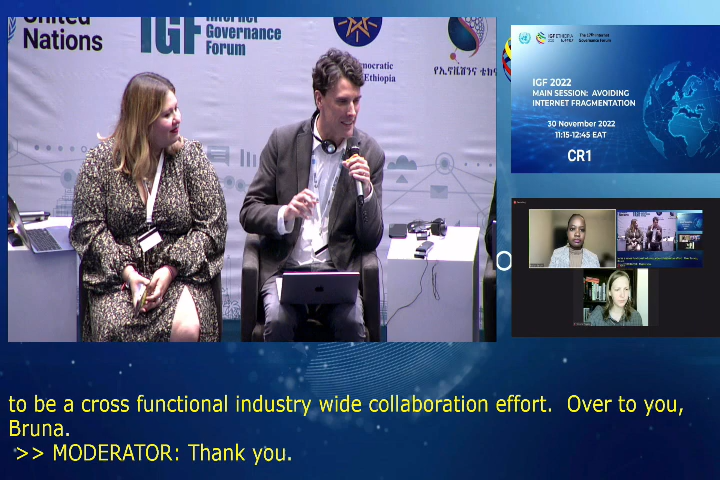 United
Nations
IGF
Internet
Governance
Forum
Democratic
Ethiopia
IGF 2022
MAIN SESSION: AVOIDING
INTERNET FRAGMENTATION
30 November 2022
11:15-12:45 EAT
CR1
to be a cross functional industry wide collaboration effort. Over to you,
Bruna.
>> MODERATOR: Thank you.